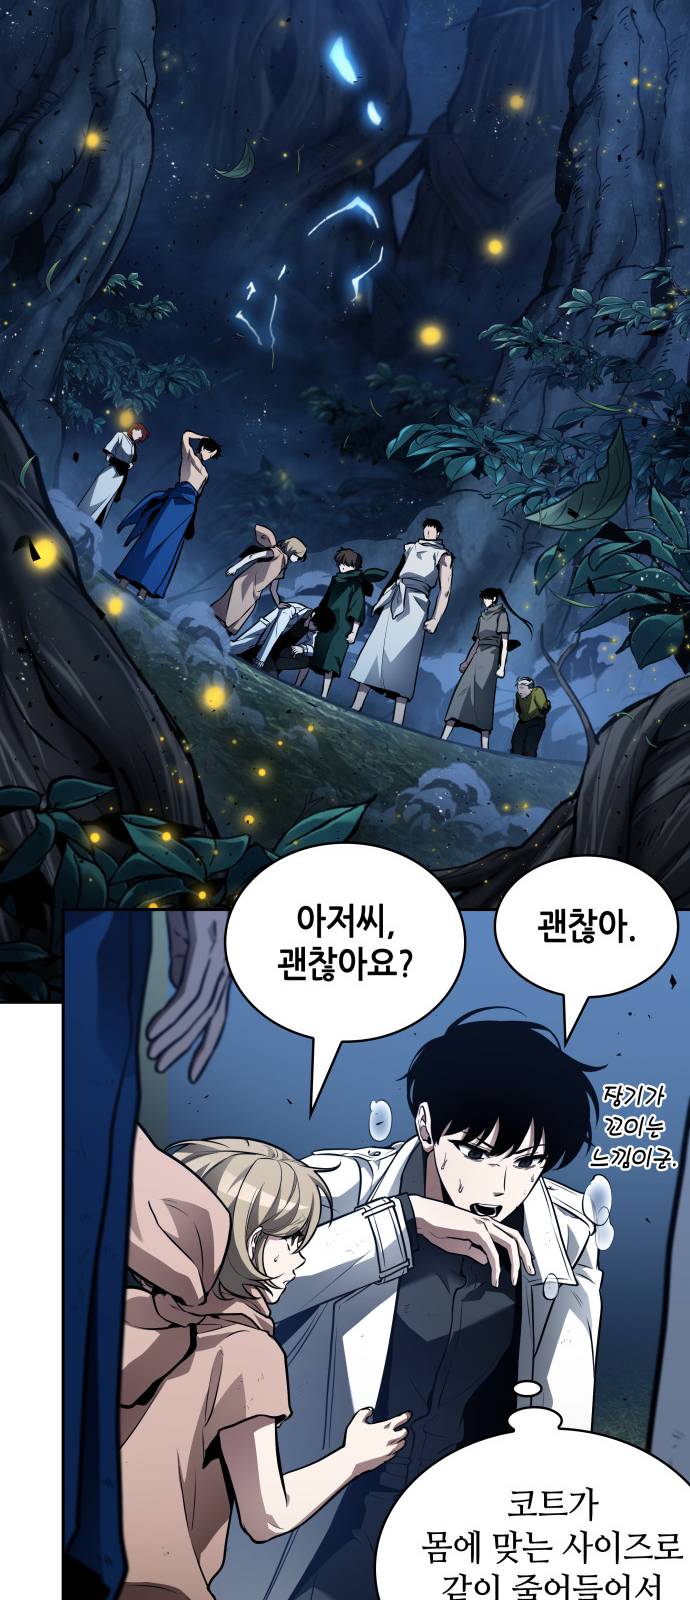 아저씨,
괜찮아요?
괜찮아.
장기가
꼬이는
느낌이군.
코트가
몸에 맞는 사이즈로
같이 줄어들어서